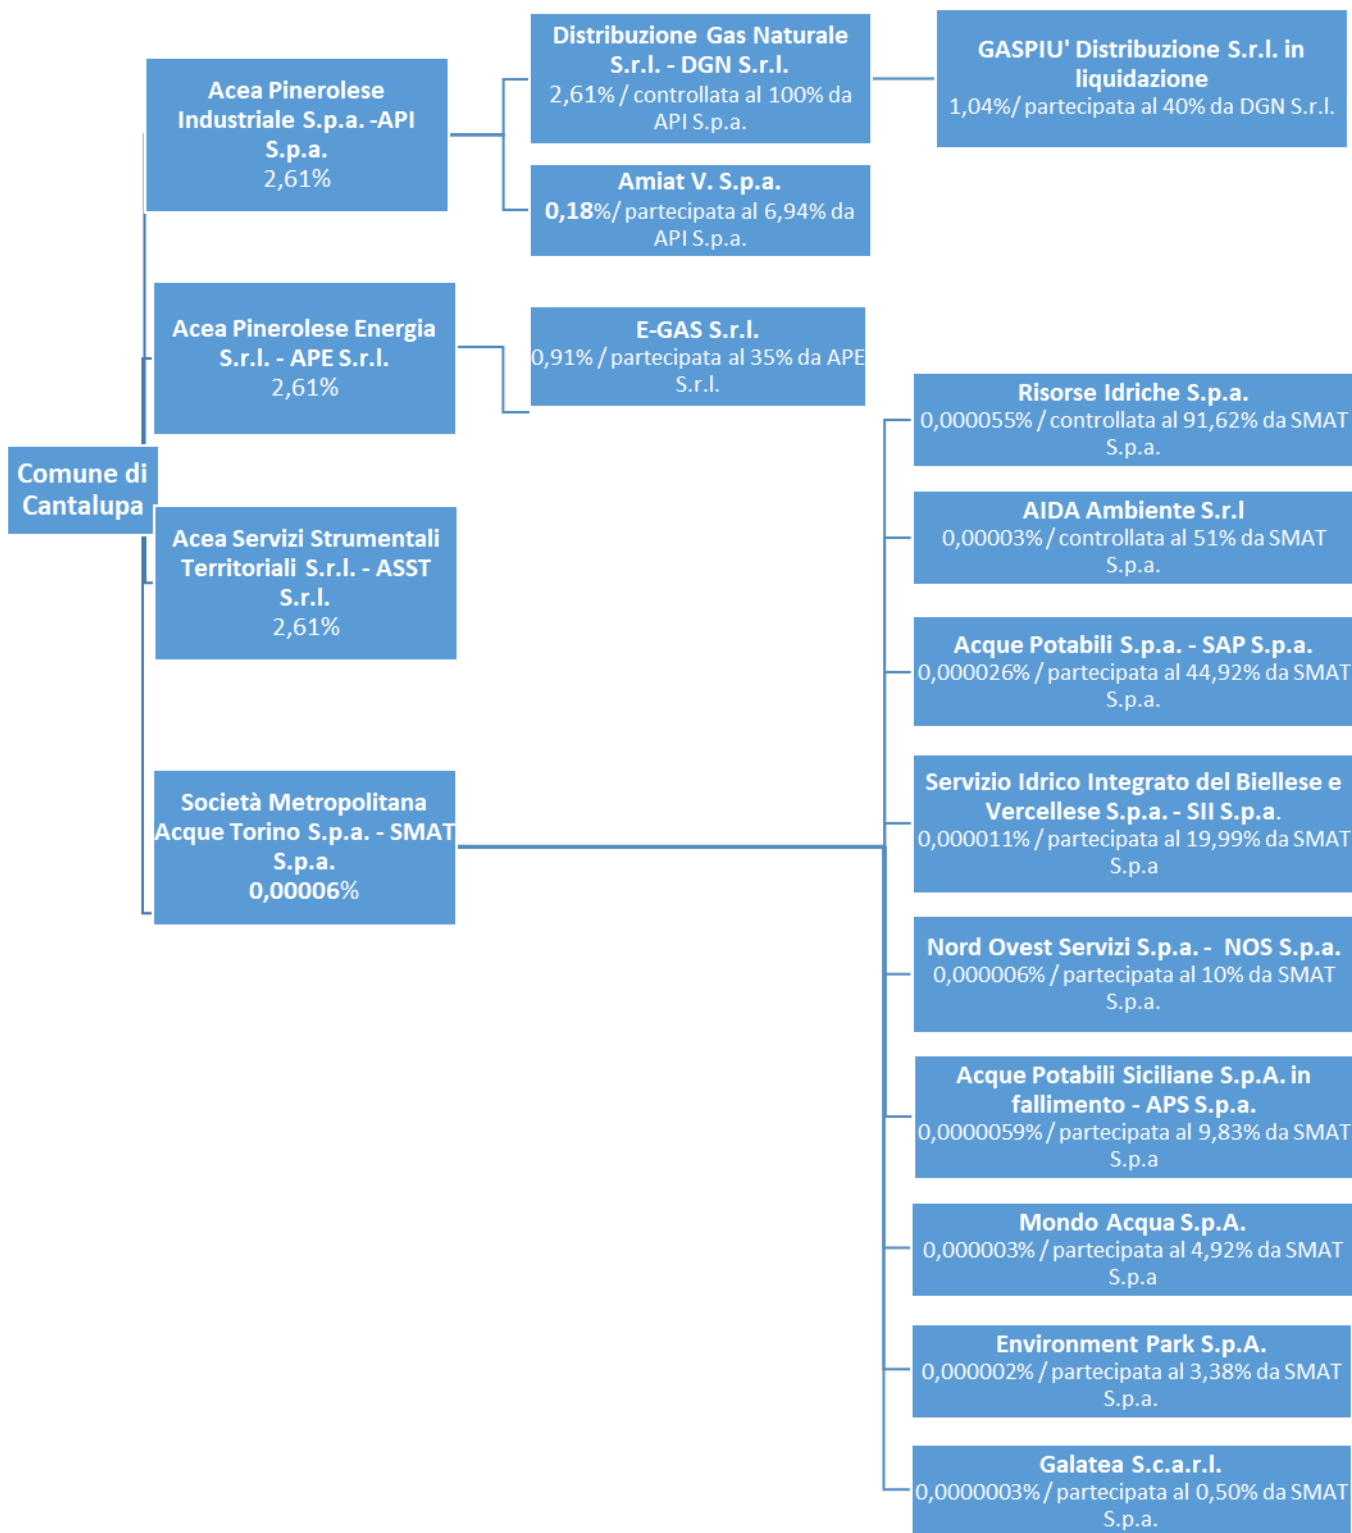 Comune di
Cantalupa
Acea Pinerolese
Industriale S.p.a. -API
S.p.a.
2,61%
Distribuzione Gas Naturale
S.r.l. - DGN S.r.l.
2,61% / controllata al 100% da
API S.p.a.
GASPIU' Distribuzione S.r.l. in
liquidazione
1,04%/ partecipata al 40% da DGN S.r.l.
Amiat V. S.p.a.
0,18%/ partecipata al 6,94% da
API S.p.a.
Acea Pinerolese Energia
S.r.l. - APE S.r.l.
2,61%
E-GAS S.r.l.
0,91% / partecipata al 35% da APE
S.r.l.
Acea Servizi Strumentali
Territoriali S.r.l. - ASST
S.r.l.
2,61%
Società Metropolitana
Acque Torino S.p.a. - SMAT
S.p.a.
0,00006%
Risorse Idriche S.p.a.
0,000055% / controllata al 91,62% da SMAT
S.p.a.
AIDA Ambiente S.r.l
0,00003% / controllata al 51% da SMAT
S.p.a.
Acque Potabili S.p.a. - SAP S.p.a.
0,000026% / partecipata al 44,92% da SMAT
S.p.a.
Servizio Idrico Integrato del Biellese e
Vercellese S.p.a. - SII S.p.a.
0,000011% / partecipata al 19,99% da SMAT
S.p.a
Nord Ovest Servizi S.p.a. - NOS S.p.a.
0,000006% / partecipata al 10% da SMAT
S.p.a.
Acque Potabili Siciliane S.p.A. in
fallimento - APS S.p.a.
0,0000059% / partecipata al 9,83% da SMAT
S.p.a
Mondo Acqua S.p.A.
0,000003% / partecipata al 4,92% da SMAT
S.p.a
Environment Park S.p.A.
0,000002% / partecipata al 3,38% da SMAT
S.p.a.
Galatea S.c.a.r.l.
0,0000003% / partecipata al 0,50% da SMAT
S.p.a.